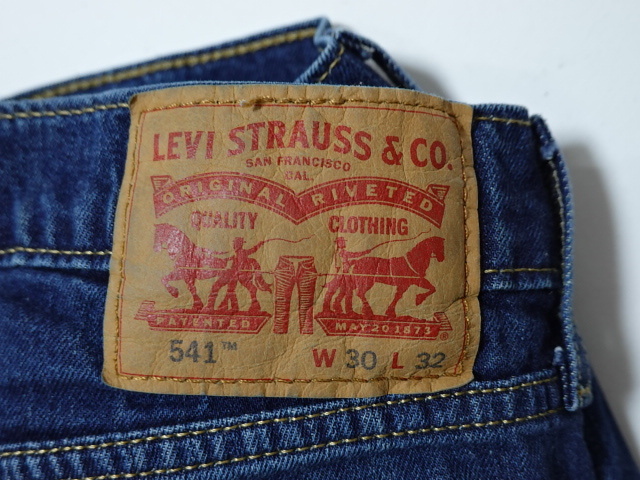 LEVI STRAUSS & CO.
SAN FRANCISCO
CAL.
ORIGINAL RIVETED
QUALITY CLOTHING
PATENTED MAY 20 1873 ®
541™ W 30 L 32